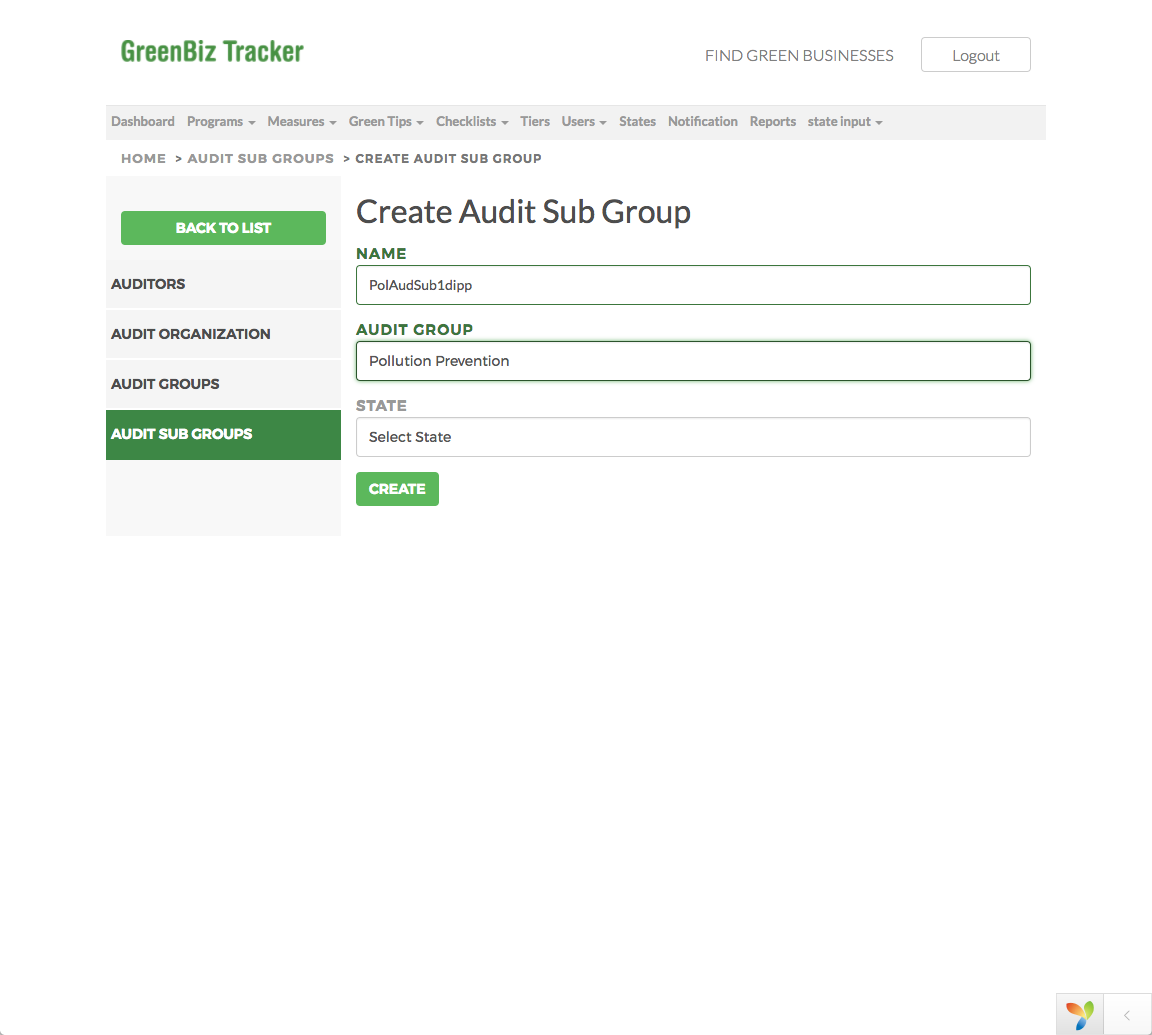 GreenBiz Tracker
FIND GREEN BUSINESSES
Logout
Dashboard Programs Measures Green Tips Checklists Tiers Users States Notification Reports state input
HOME > AUDIT SUB GROUPS > CREATE AUDIT SUB GROUP
BACK TO LIST
AUDITORS
AUDIT ORGANIZATION
AUDIT GROUPS
AUDIT SUB GROUPS
Create Audit Sub Group
NAME
PolAudSub1dipp
AUDIT GROUP
Pollution Prevention
STATE
Select State
CREATE